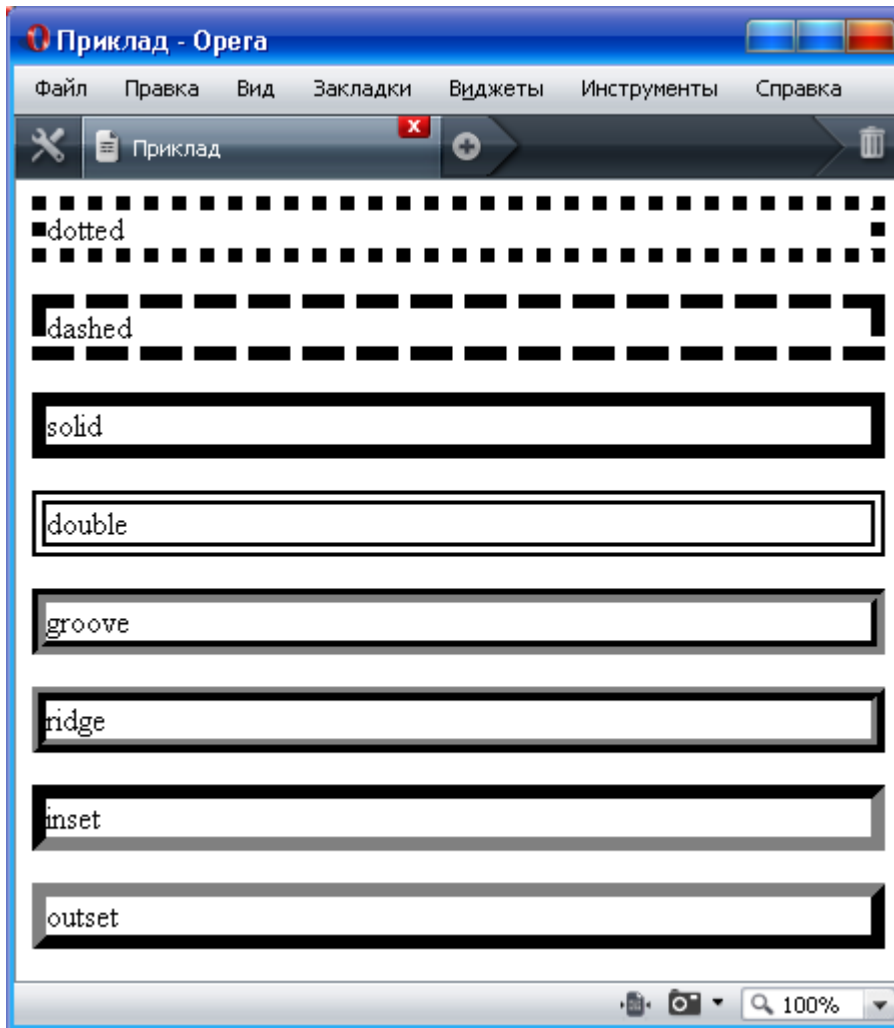 Приклад - Opera
Файл Правка Вид Закладки Виджеты Инструменты Справка
Приклад
dotted
dashed
solid
double
groove
ridge
inset
outset
100%